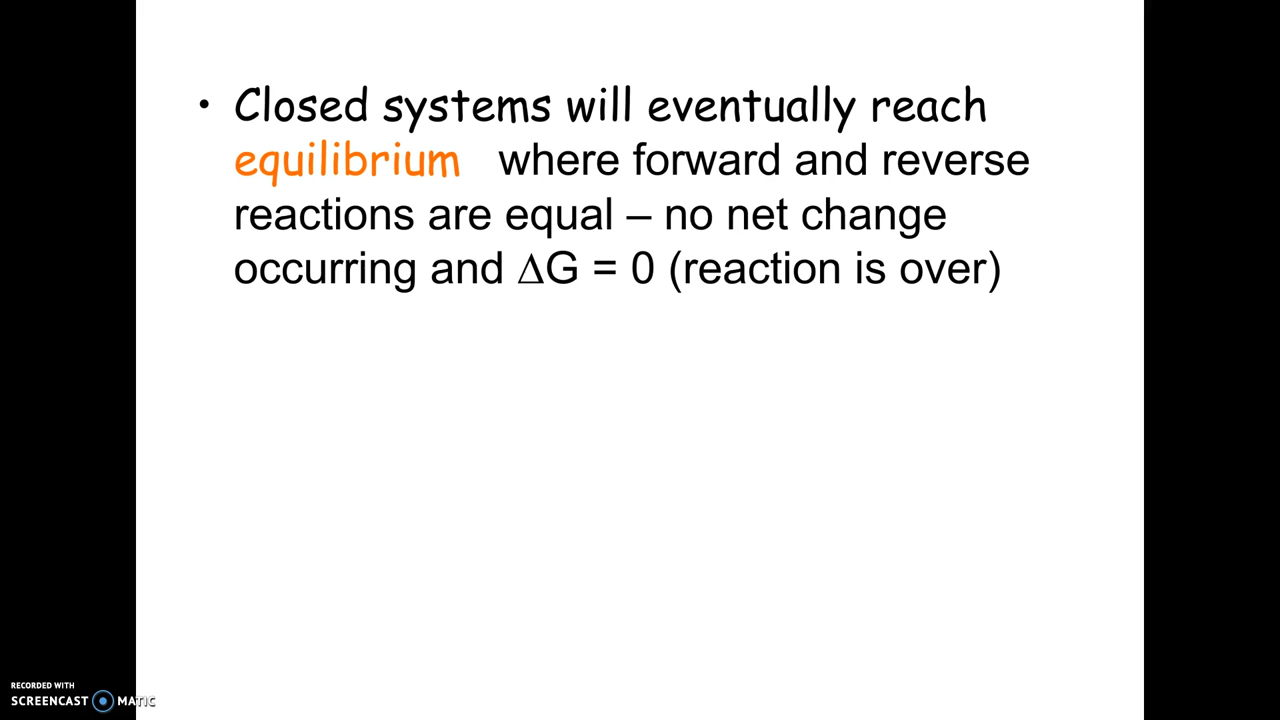 • Closed systems will eventually reach
equilibrium where forward and reverse
reactions are equal – no net change
occurring and ΔG = 0 (reaction is over)
RECORDED WITH
SCREENCAST MATIC